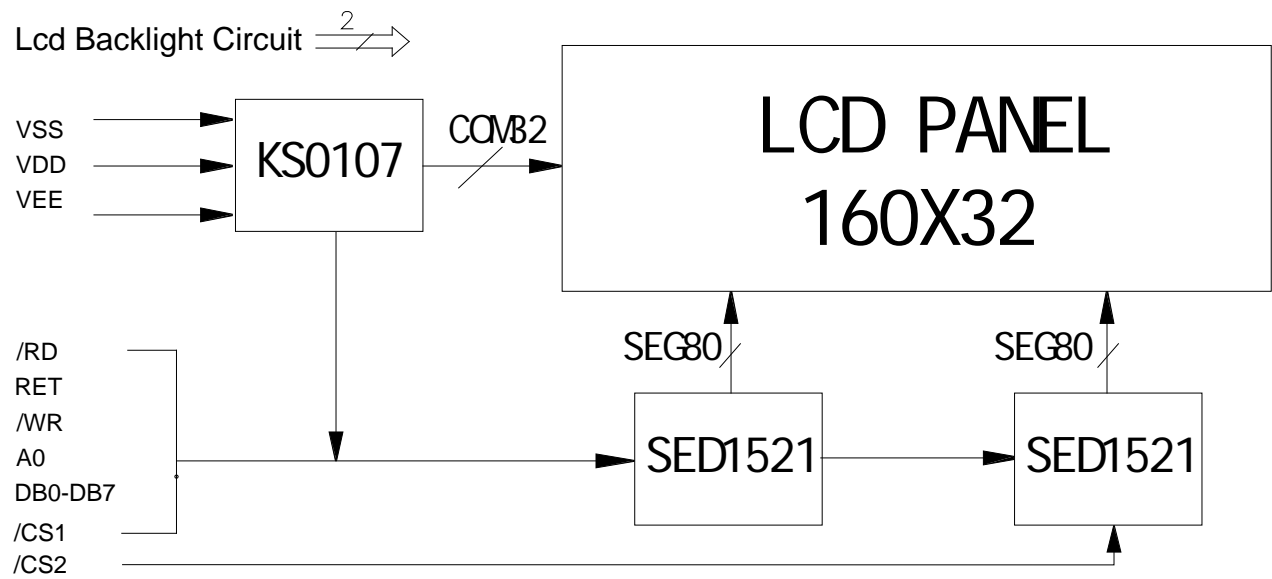 Lcd Backlight Circuit
2
VSS
VDD
VEE
KS0107
COM32
LCD PANEL
160X32
SEG80
SEG80
/RD
RET
/WR
A0
DB0-DB7
/CS1
/CS2
SED1521
SED1521